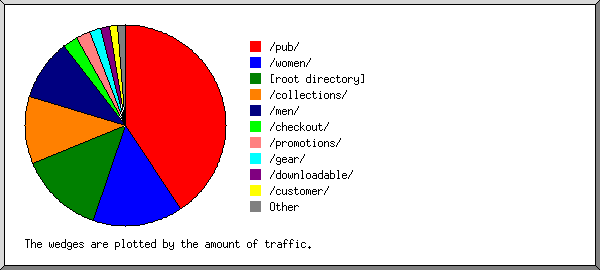 /pub/
/women/
[root directory]
/collections/
/men/
/checkout/
/promotions/
/gear/
/downloadable/
/customer/
Other
The wedges are plotted by the amount of traffic.